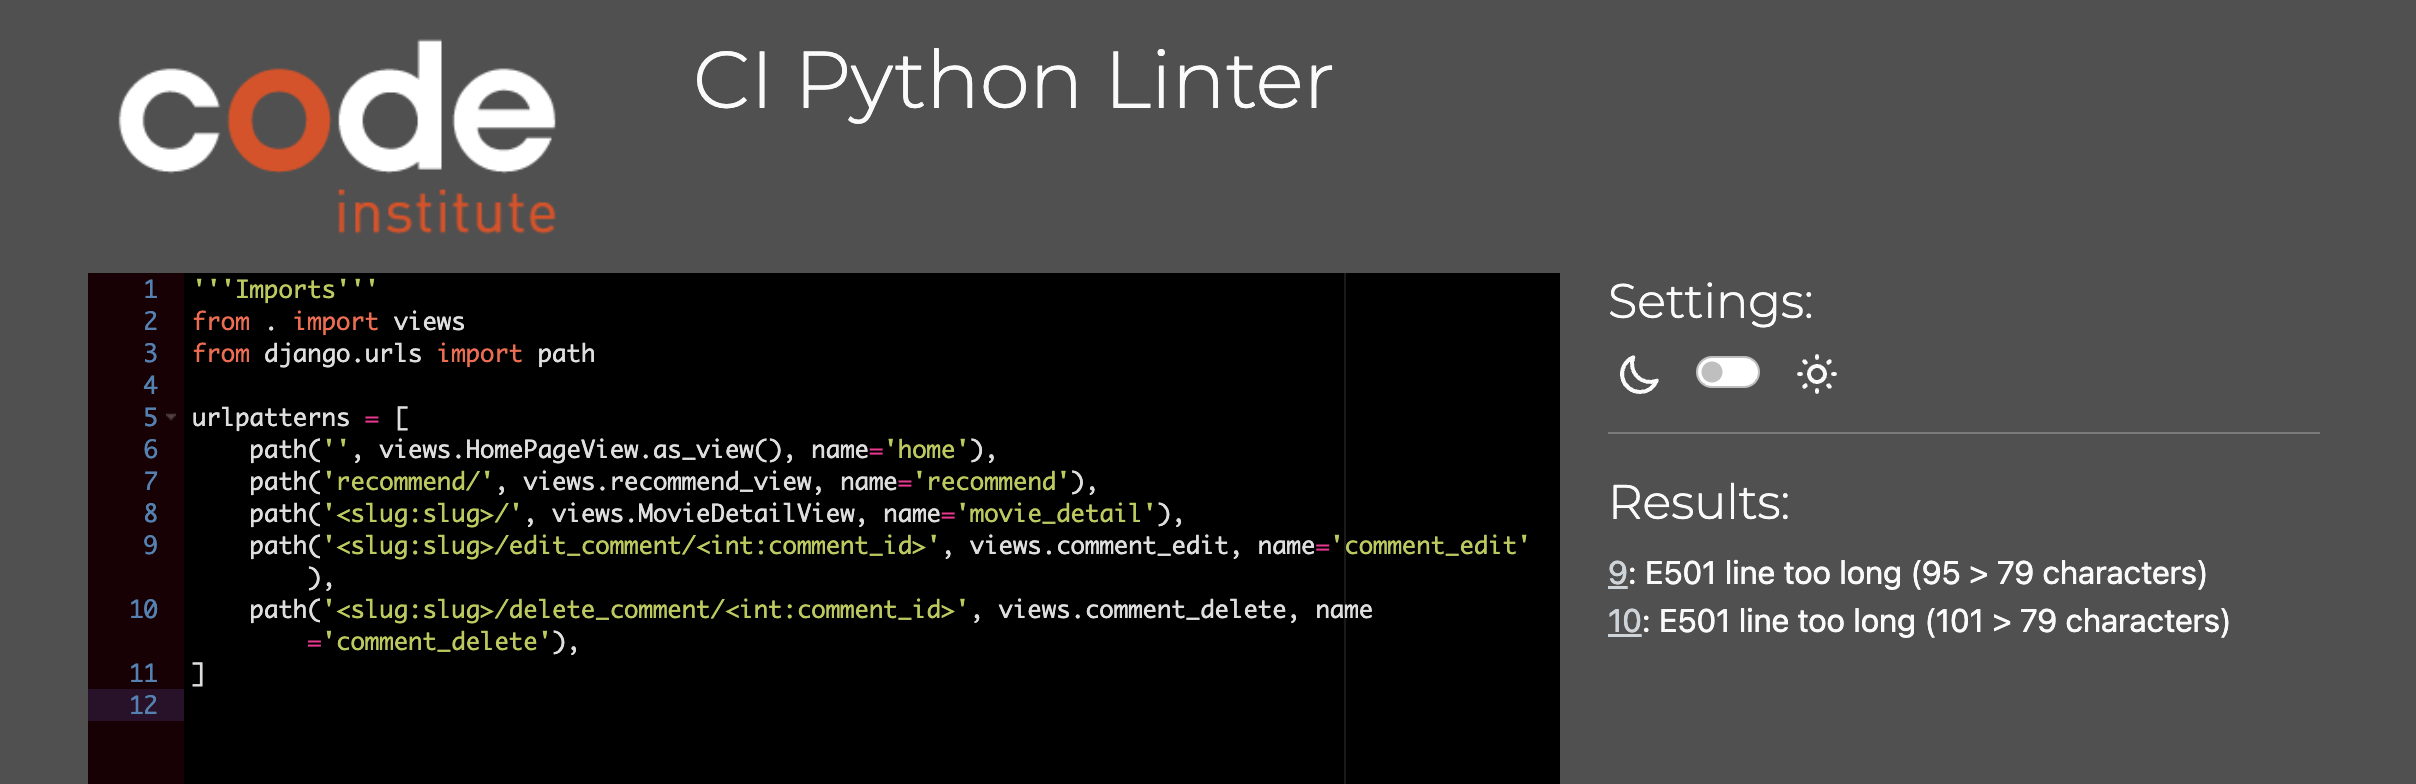 code
institute
CI Python Linter
1 '''Imports'''
2 from . import views
3 from django.urls import path
4
5 urlpatterns = [
6     path('', views.HomePageView.as_view(), name='home'),
7     path('recommend/', views.recommend_view, name='recommend'),
8     path('<slug:slug>/', views.MovieDetailView, name='movie_detail'),
9     path('<slug:slug>/edit_comment/<int:comment_id>', views.comment_edit, name='comment_edit'
        ),
10     path('<slug:slug>/delete_comment/<int:comment_id>', views.comment_delete, name
        ='comment_delete'),
11 ]
12
Settings:
Results:
9: E501 line too long (95 > 79 characters)
10: E501 line too long (101 > 79 characters)